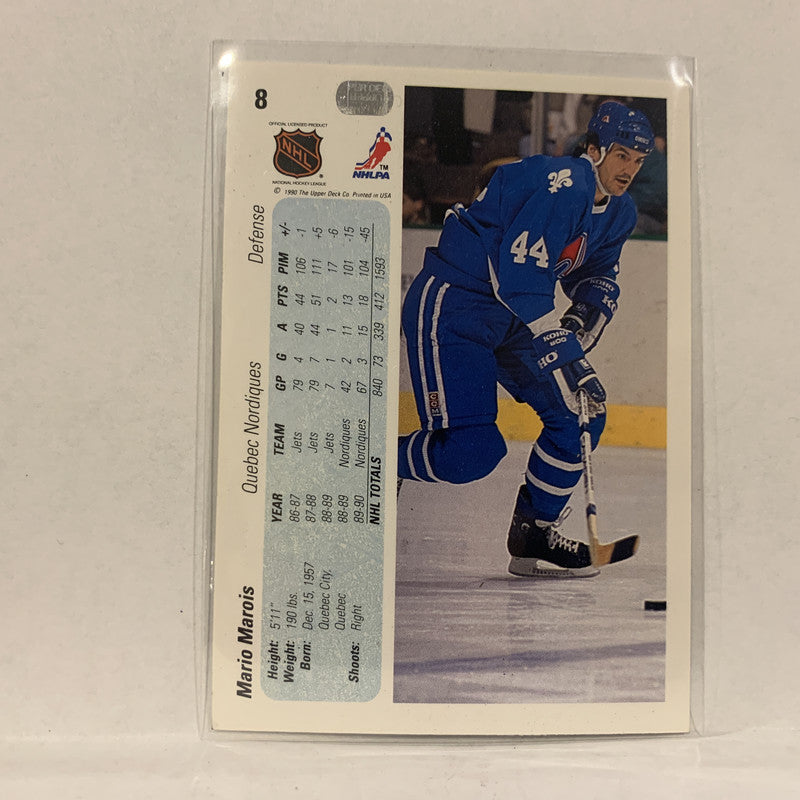 8
OFFICIAL LICENSED PRODUCT
NHL
NATIONAL HOCKEY LEAGUE
NHLPA
TM
© 1990 The Upper Deck Co. Printed in USA
Mario Marois Quebec Nordiques Defense
Height: 5'11"
Weight: 190 lbs.
Born: Dec. 15, 1957
Quebec City,
Quebec
Shoots: Right
YEAR TEAM GP G A PTS PIM +/-
86-87 Jets 79 4 40 44 106 -1
87-88 Jets 79 7 44 51 111 +5
88-89 Jets 7 1 1 2 17 -6
88-89 Nordiques 42 2 11 13 101 -15
89-90 Nordiques 67 3 15 18 104 -45
NHL TOTALS 840 73 339 412 1593
44